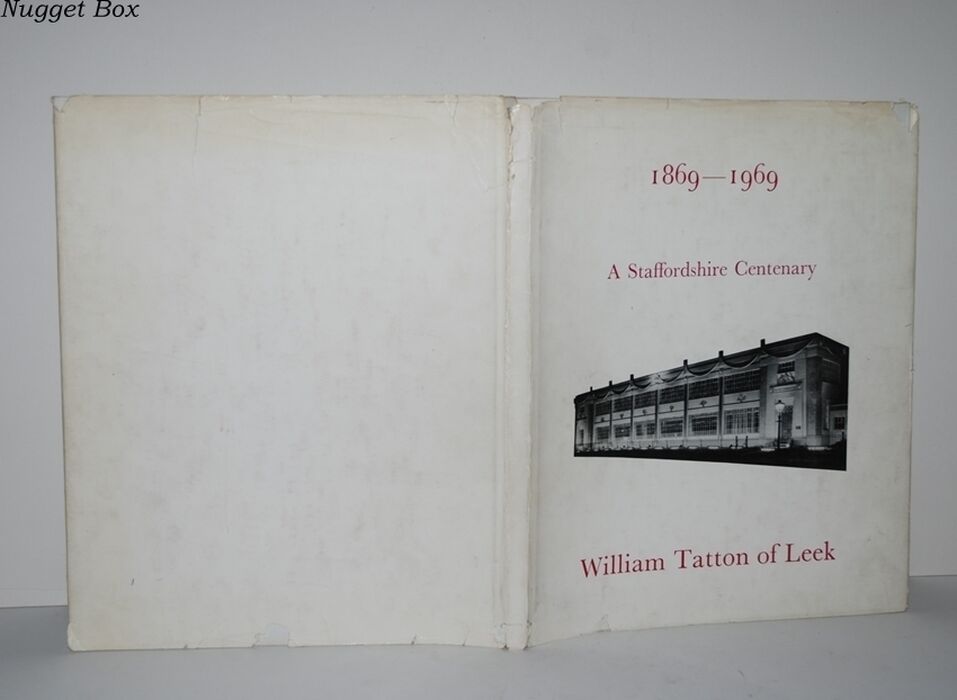 Nugget Box
1869—1969
A Staffordshire Centenary
William Tatton of Leek